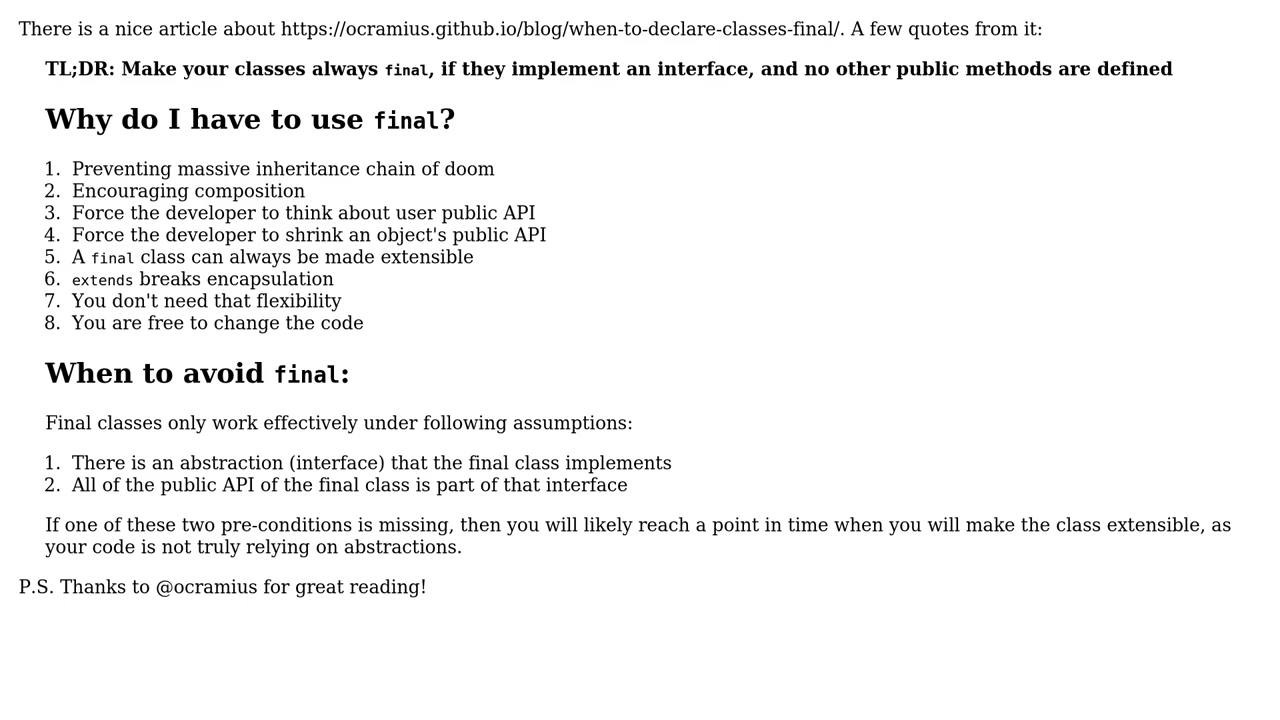 There is a nice article about https://ocramius.github.io/blog/when-to-declare-classes-final/. A few quotes from it:
TL;DR: Make your classes always final, if they implement an interface, and no other public methods are defined
Why do I have to use final?
1. Preventing massive inheritance chain of doom
2. Encouraging composition
3. Force the developer to think about user public API
4. Force the developer to shrink an object's public API
5. A final class can always be made extensible
6. extends breaks encapsulation
7. You don't need that flexibility
8. You are free to change the code
When to avoid final:
Final classes only work effectively under following assumptions:
1. There is an abstraction (interface) that the final class implements
2. All of the public API of the final class is part of that interface
If one of these two pre-conditions is missing, then you will likely reach a point in time when you will make the class extensible, as
your code is not truly relying on abstractions.
P.S. Thanks to @ocramius for great reading!